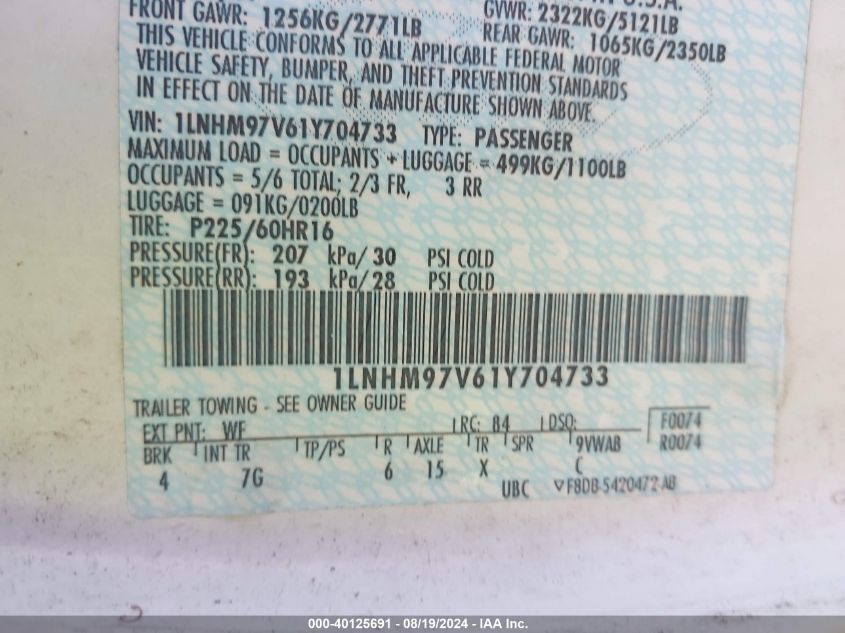 U.S.A.
FRONT GAWR: 1256KG/2771LB GVWR: 2322KG/5121LB
REAR GAWR: 1065KG/2350LB
THIS VEHICLE CONFORMS TO ALL APPLICABLE FEDERAL MOTOR
VEHICLE SAFETY, BUMPER, AND THEFT PREVENTION STANDARDS
IN EFFECT ON THE DATE OF MANUFACTURE SHOWN ABOVE.
VIN: 1LNHM97V61Y704733 TYPE: PASSENGER
MAXIMUM LOAD = OCCUPANTS + LUGGAGE = 499KG/1100LB
OCCUPANTS = 5/6 TOTAL; 2/3 FR, 3 RR
LUGGAGE = 091KG/0200LB
TIRE: P225/60HR16
PRESSURE(FR): 207 kPa/ 30 PSI COLD
PRESSURE(RR): 193 kPa/ 28 PSI COLD
1LNHM97V61Y704733
TRAILER TOWING - SEE OWNER GUIDE
EXT PNT: WF RC: 84 DSO: F0074
BRK INT TR TP/PS R AXLE TR SPR 9VWAB R0074
4 7G 6 15 X C
UBC ▽F8DB-5420472-AB
000-40125691 - 08/19/2024 - IAA Inc.